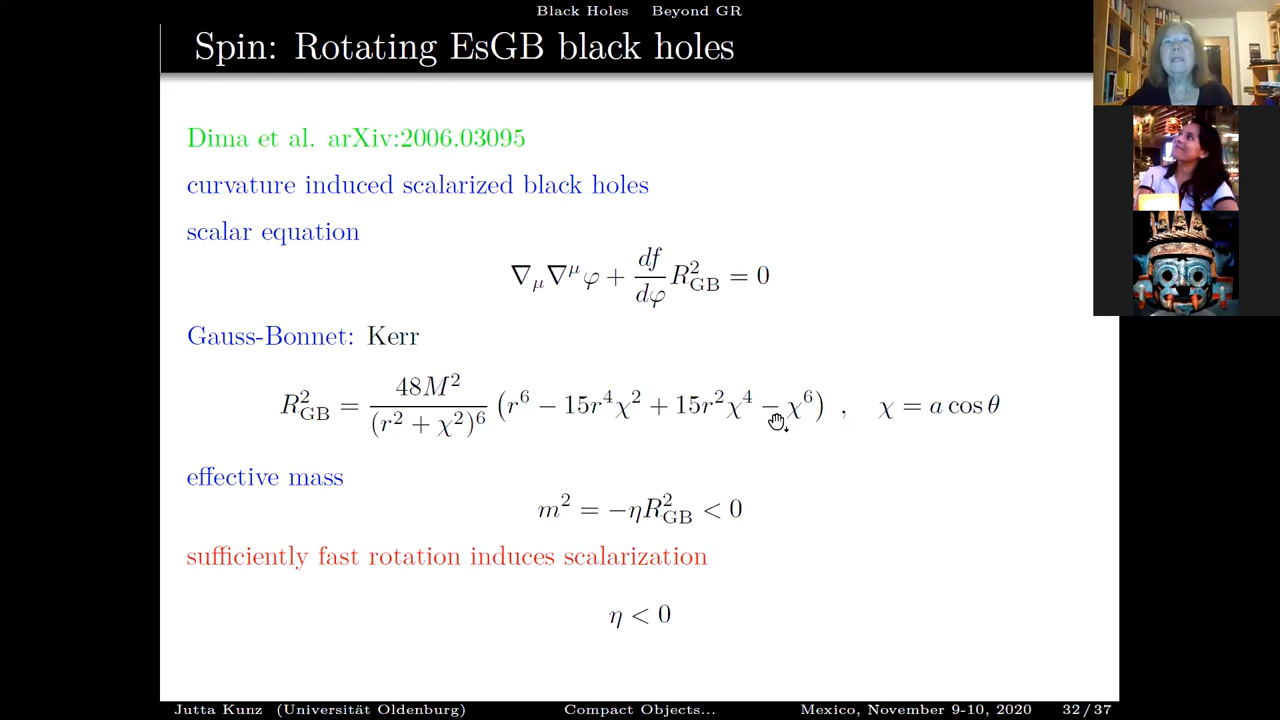 Black Holes Beyond GR
Spin: Rotating EsGB black holes
Dima et al. arXiv:2006.03095
curvature induced scalarized black holes
scalar equation
∇_μ∇^μ φ + df/dφ R²_GB = 0
Gauss-Bonnet: Kerr
R²_GB = 48M²/(r² + χ²)⁶ (r⁶ − 15r⁴χ² + 15r²χ⁴ − χ⁶) , χ = a cos θ
effective mass
m² = −ηR²_GB < 0
sufficiently fast rotation induces scalarization
η < 0
Jutta Kunz (Universität Oldenburg) Compact Objects... Mexico, November 9-10, 2020 32/37